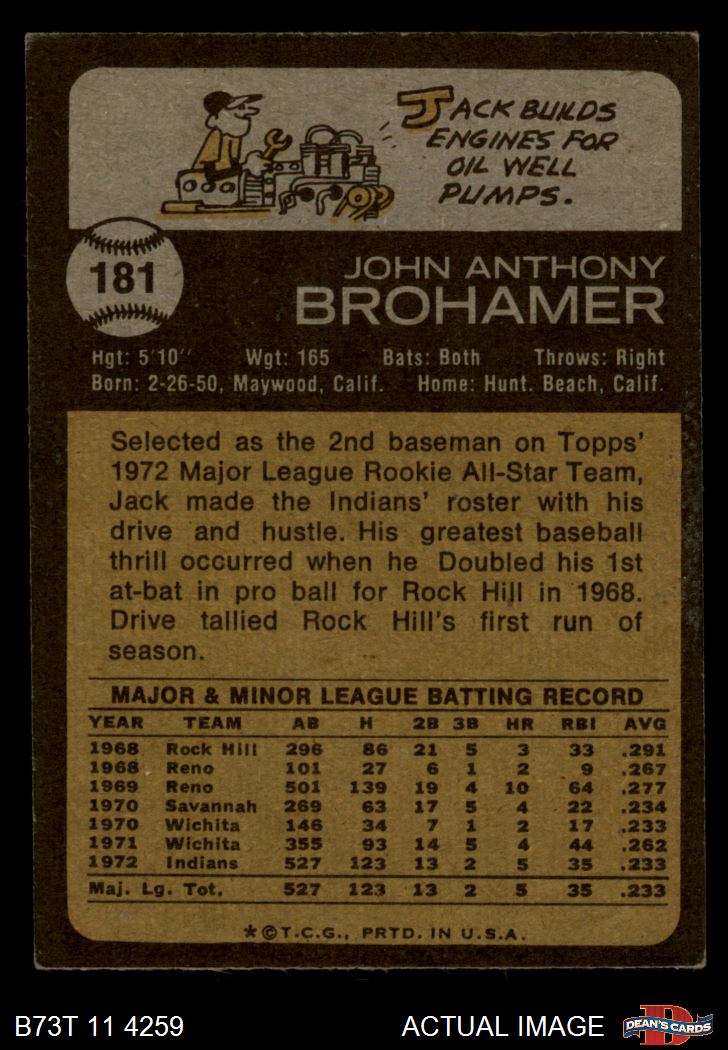 JACK BUILDS
ENGINES FOR
OIL WELL
PUMPS.
181
JOHN ANTHONY
BROHAMER
Hgt: 5'10" Wgt: 165 Bats: Both Throws: Right
Born: 2-26-50, Maywood, Calif. Home: Hunt. Beach, Calif.
Selected as the 2nd baseman on Topps'
1972 Major League Rookie All-Star Team,
Jack made the Indians' roster with his
drive and hustle. His greatest baseball
thrill occurred when he Doubled his 1st
at-bat in pro ball for Rock Hill in 1968.
Drive tallied Rock Hill's first run of
season.
MAJOR & MINOR LEAGUE BATTING RECORD
YEAR TEAM AB H 2B 3B HR RBI AVG
1968 Rock Hill 296 86 21 5 3 33 .291
1968 Reno 101 27 6 1 2 9 .267
1969 Reno 501 139 19 4 10 64 .277
1970 Savannah 269 63 17 5 4 22 .234
1970 Wichita 146 34 7 1 2 17 .233
1971 Wichita 355 93 14 5 4 44 .262
1972 Indians 527 123 13 2 5 35 .233
Maj. Lg. Tot. 527 123 13 2 5 35 .233
*©T.C.G., PRTD. IN U.S.A.
B73T 11 4259 ACTUAL IMAGE D DEAN'S CARDS